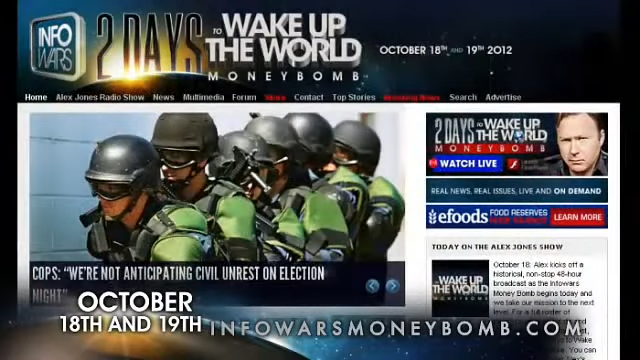 INFO
WARS
2 DAYS TO WAKE UP
THE WORLD
MONEYBOMB
OCTOBER 18TH AND 19TH 2012
Home Alex Jones Radio Show News Multimedia Forum Store Contact Top Stories Breaking News Search Advertise
2 DAYS TO WAKE UP
THE WORLD
MONEYBOMB
WATCH LIVE
REAL NEWS, REAL ISSUES, LIVE AND ON DEMAND
efoods FOOD RESERVES
LEARN MORE
COPS: “WE'RE NOT ANTICIPATING CIVIL UNREST ON ELECTION
NIGHT”
TODAY ON THE ALEX JONES SHOW
WAKE UP
THE WORLD
MONEYBOMB
October 18: Alex kicks off a
historical, non-stop 48-hour
broadcast as the Infowars
Money Bomb begins today and
we take our mission to the next
level. For a full
OCTOBER
18TH AND 19TH
INFOWARSMONEYBOMB.COM